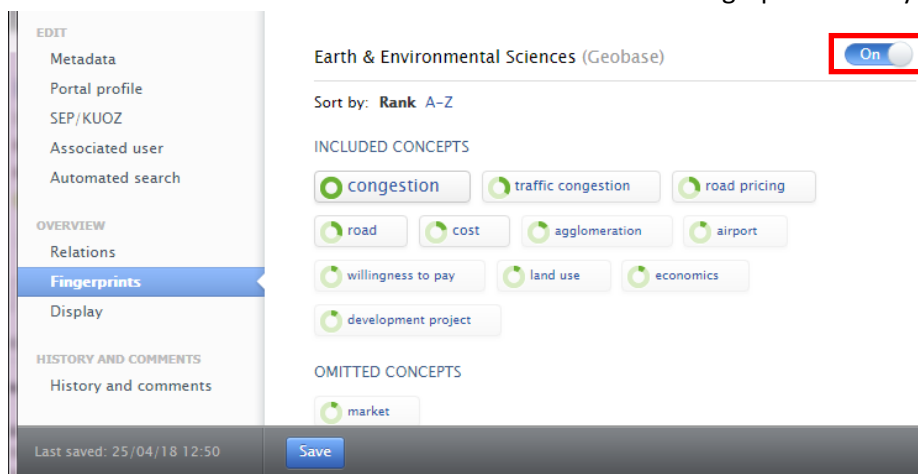 EDIT
Metadata
Portal profile
SEP/KUOZ
Associated user
Automated search
OVERVIEW
Relations
Fingerprints
Display
HISTORY AND COMMENTS
History and comments
Last saved: 25/04/18 12:50
Earth & Environmental Sciences (Geobase)
On
Sort by: Rank A-Z
INCLUDED CONCEPTS
congestion traffic congestion road pricing
road cost agglomeration airport
willingness to pay land use economics
development project
OMITTED CONCEPTS
market
Save